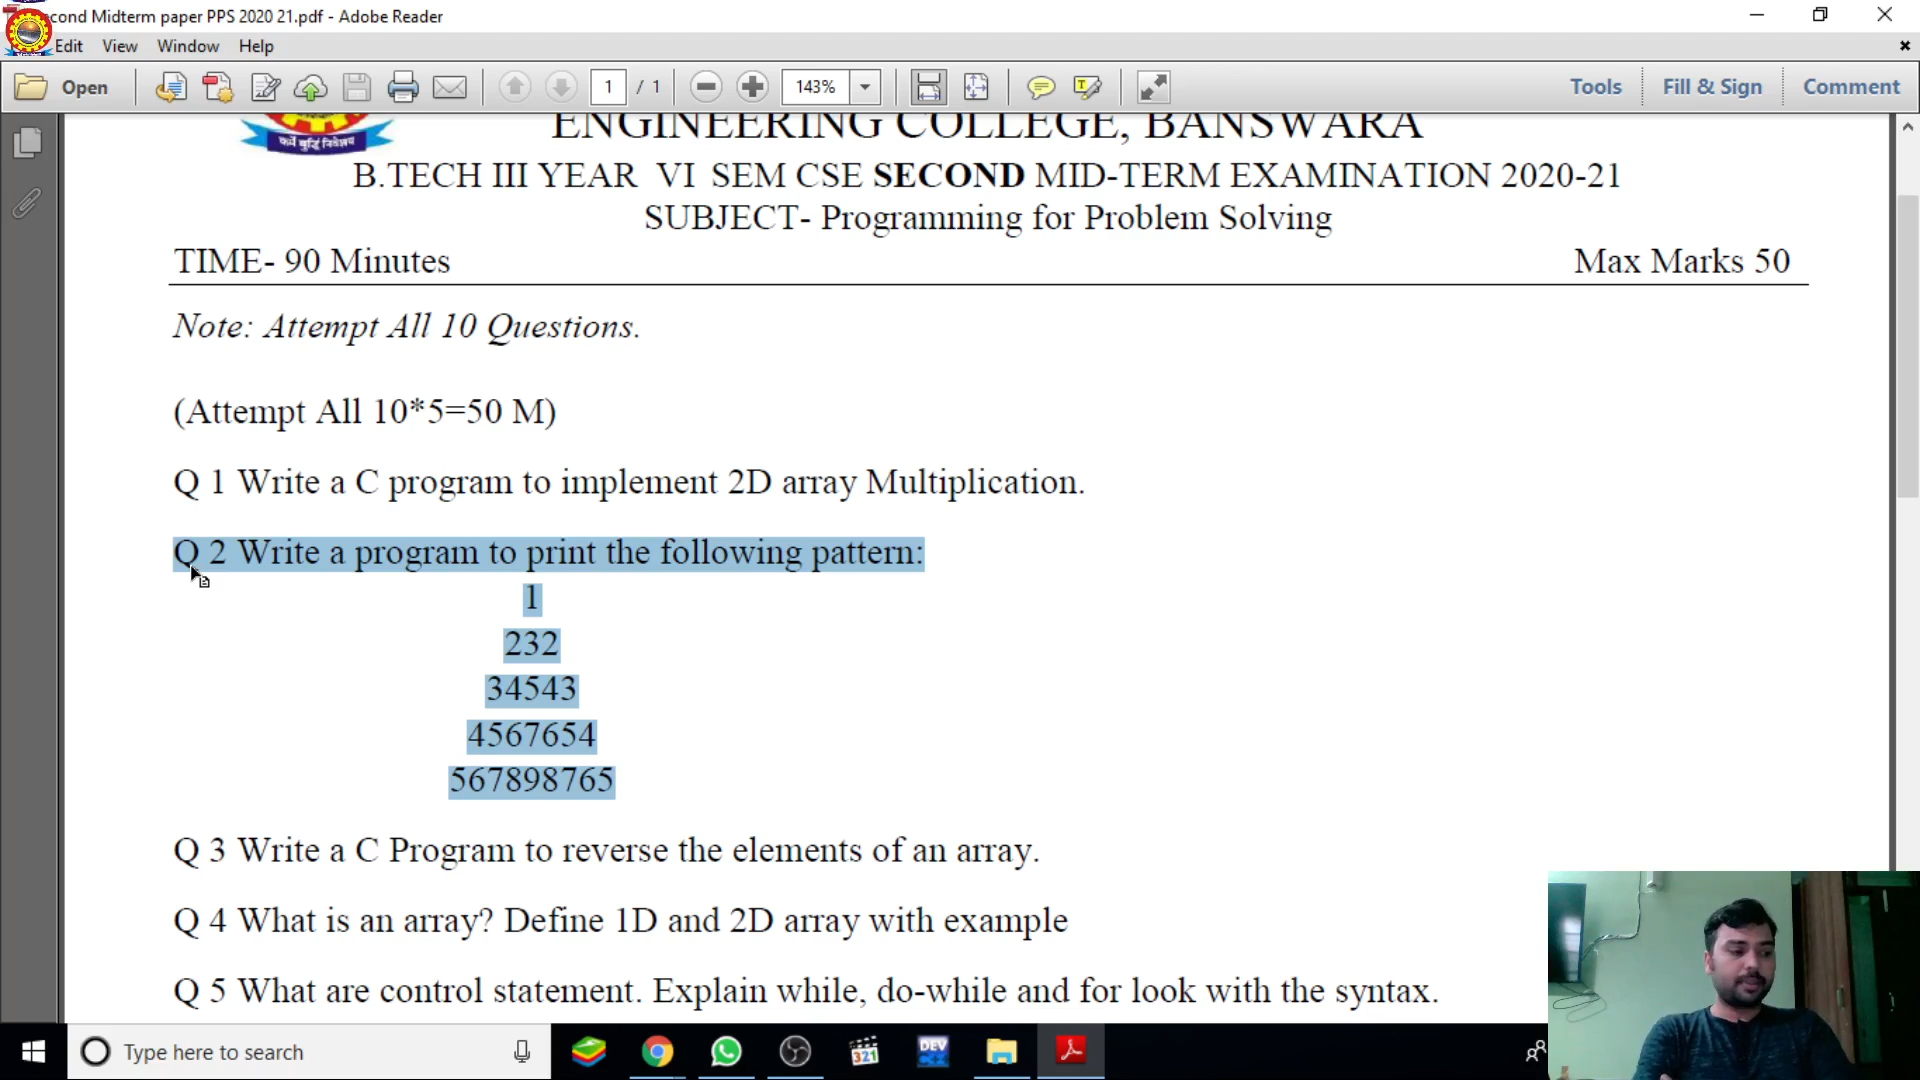 econd Midterm paper PPS 2020 21.pdf - Adobe Reader
Edit View Window Help
Open 1 / 1 143% Tools Fill & Sign Comment
कर्मे बुद्धि निवेशय
ENGINEERING COLLEGE, BANSWARA
B.TECH III YEAR VI SEM CSE SECOND MID-TERM EXAMINATION 2020-21
SUBJECT- Programming for Problem Solving
TIME- 90 Minutes Max Marks 50
Note: Attempt All 10 Questions.
(Attempt All 10*5=50 M)
Q 1 Write a C program to implement 2D array Multiplication.
Q 2 Write a program to print the following pattern:
1
232
34543
4567654
567898765
Q 3 Write a C Program to reverse the elements of an array.
Q 4 What is an array? Define 1D and 2D array with example
Q 5 What are control statement. Explain while, do-while and for look with the syntax.
Type here to search
321
DEV